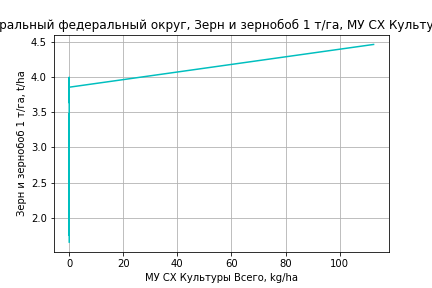 ральный федеральный округ, Зерн и зернобоб 1 т/га, МУ СХ Культу
4.5
4.0
3.5
3.0
2.5
2.0
Зерн и зернобоб 1 т/га, t/ha
0 20 40 60 80 100
МУ СХ Культуры Всего, kg/ha